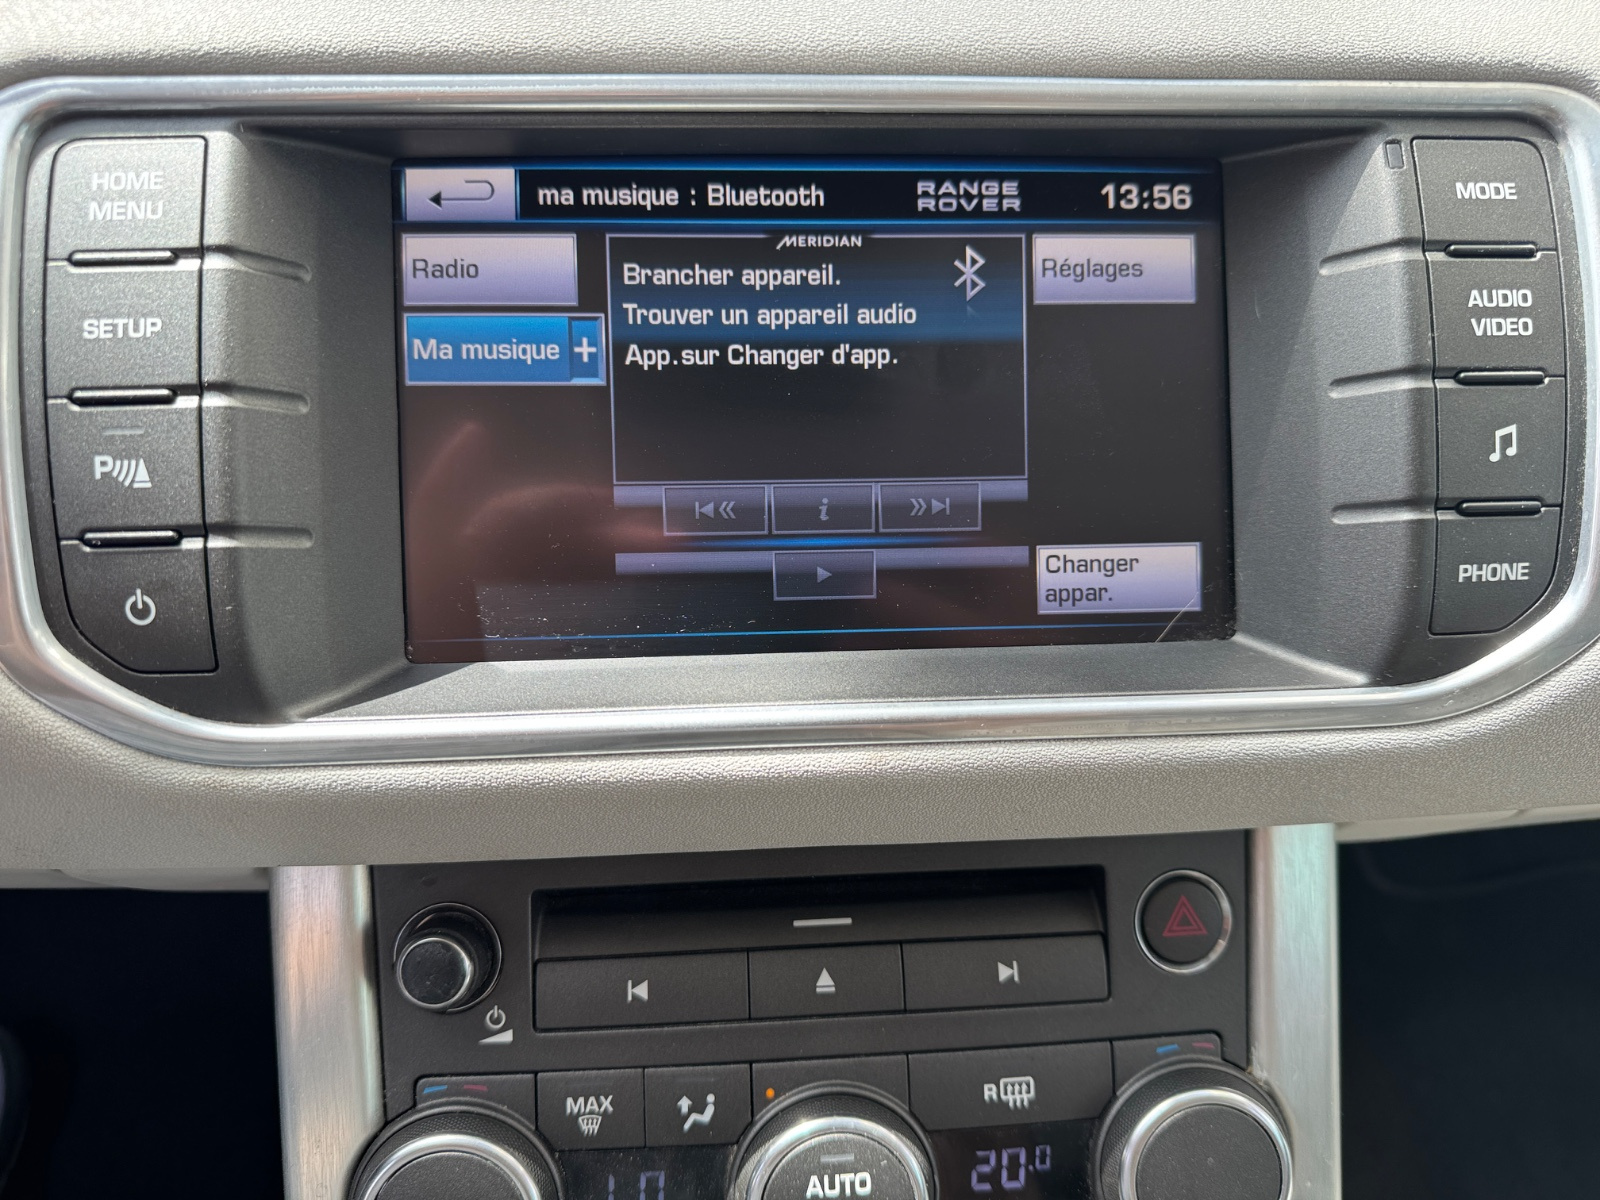 HOME
MENU
SETUP
P
ma musique : Bluetooth
RANGE
ROVER
13:56
Radio
Ma musique +
MERIDIAN
Brancher appareil.
Trouver un appareil audio
App.sur Changer d'app.
i
Réglages
Changer
appar.
MODE
AUDIO
VIDEO
PHONE
MAX
R
AUTO
20.0